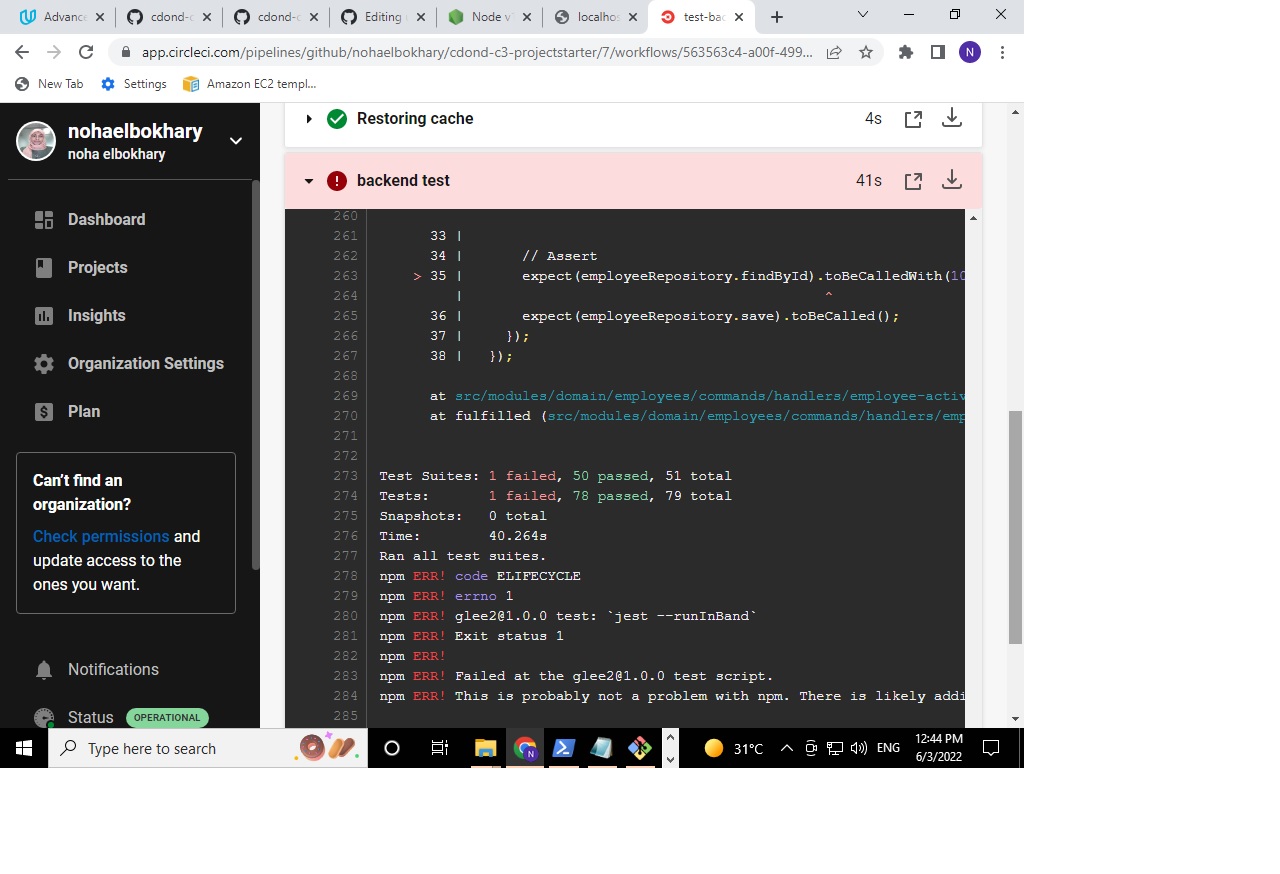 Advance
cdond-c
cdond-c
Editing
Node v
localhos
test-bac
app.circleci.com/pipelines/github/nohaelbokhary/cdond-c3-projectstarter/7/workflows/563563c4-a00f-499...
N
New Tab
Settings
Amazon EC2 templ...
nohaelbokhary
noha elbokhary
Dashboard
Projects
Insights
Organization Settings
Plan
Can't find an
organization?
Check permissions and
update access to the
ones you want.
Notifications
Status OPERATIONAL
Restoring cache 4s
backend test 41s
260
261 33 |
262 34 | // Assert
263 > 35 | expect(employeeRepository.findById).toBeCalledWith(10
264 | ^
265 36 | expect(employeeRepository.save).toBeCalled();
266 37 | });
267 38 | });
268
269 at src/modules/domain/employees/commands/handlers/employee-activ
270 at fulfilled (src/modules/domain/employees/commands/handlers/emp
271
272
273 Test Suites: 1 failed, 50 passed, 51 total
274 Tests: 1 failed, 78 passed, 79 total
275 Snapshots: 0 total
276 Time: 40.264s
277 Ran all test suites.
278 npm ERR! code ELIFECYCLE
279 npm ERR! errno 1
280 npm ERR! glee2@1.0.0 test: `jest --runInBand`
281 npm ERR! Exit status 1
282 npm ERR!
283 npm ERR! Failed at the glee2@1.0.0 test script.
284 npm ERR! This is probably not a problem with npm. There is likely addi
285
Type here to search
N
31°C
ENG
12:44 PM
6/3/2022